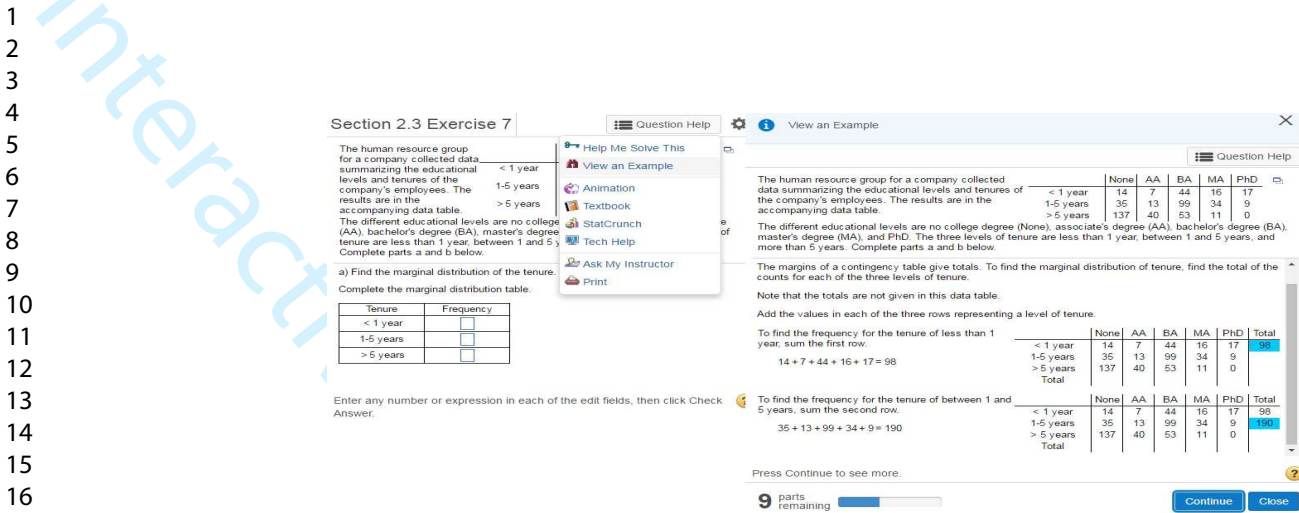 1
2
3
4
5
6
7
8
9
10
11
12
13
14
15
16
Interacti
Section 2.3 Exercise 7
Question Help
The human resource group
for a company collected data
summarizing the educational
levels and tenures of the
company's employees. The
results are in the
accompanying data table.
< 1 year
1-5 years
> 5 years
The different educational levels are no college
(AA), bachelor's degree (BA), master's degree
tenure are less than 1 year, between 1 and 5 y
Complete parts a and b below.
e
of
Help Me Solve This
View an Example
Animation
Textbook
StatCrunch
Tech Help
Ask My Instructor
Print
a) Find the marginal distribution of the tenure.
Complete the marginal distribution table.
Tenure Frequency
< 1 year
1-5 years
> 5 years
Enter any number or expression in each of the edit fields, then click Check
Answer.
View an Example
Question Help
The human resource group for a company collected
data summarizing the educational levels and tenures of
the company's employees. The results are in the
accompanying data table.
None AA BA MA PhD
< 1 year 14 7 44 16 17
1-5 years 35 13 99 34 9
> 5 years 137 40 53 11 0
The different educational levels are no college degree (None), associate's degree (AA), bachelor's degree (BA),
master's degree (MA), and PhD. The three levels of tenure are less than 1 year, between 1 and 5 years, and
more than 5 years. Complete parts a and b below.
The margins of a contingency table give totals. To find the marginal distribution of tenure, find the total of the
counts for each of the three levels of tenure.
Note that the totals are not given in this data table.
Add the values in each of the three rows representing a level of tenure.
To find the frequency for the tenure of less than 1
year, sum the first row.
14 + 7 + 44 + 16 + 17 = 98
None AA BA MA PhD Total
< 1 year 14 7 44 16 17 98
1-5 years 35 13 99 34 9
> 5 years 137 40 53 11 0
Total
To find the frequency for the tenure of between 1 and
5 years, sum the second row.
35 + 13 + 99 + 34 + 9 = 190
None AA BA MA PhD Total
< 1 year 14 7 44 16 17 98
1-5 years 35 13 99 34 9 190
> 5 years 137 40 53 11 0
Total
Press Continue to see more.
?
9 parts
remaining
Continue
Close